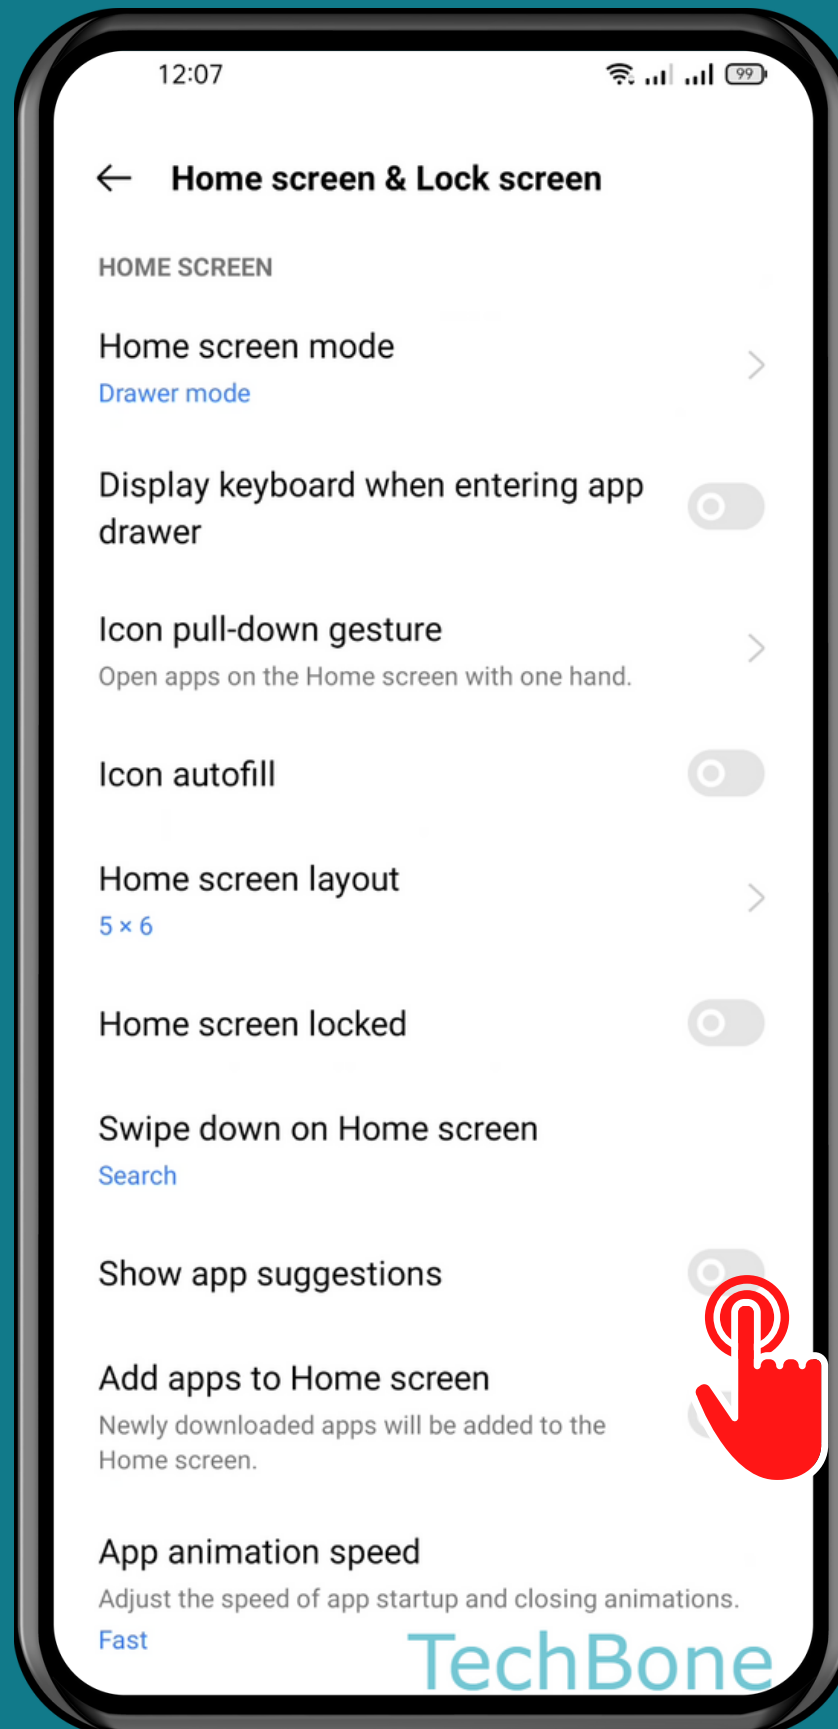 12:07
99
Home screen & Lock screen
HOME SCREEN
Home screen mode
Drawer mode
Display keyboard when entering app
drawer
Icon pull-down gesture
Open apps on the Home screen with one hand.
Icon autofill
Home screen layout
5 × 6
Home screen locked
Swipe down on Home screen
Search
Show app suggestions
Add apps to Home screen
Newly downloaded apps will be added to the
Home screen.
App animation speed
Adjust the speed of app startup and closing animations.
Fast
TechBone